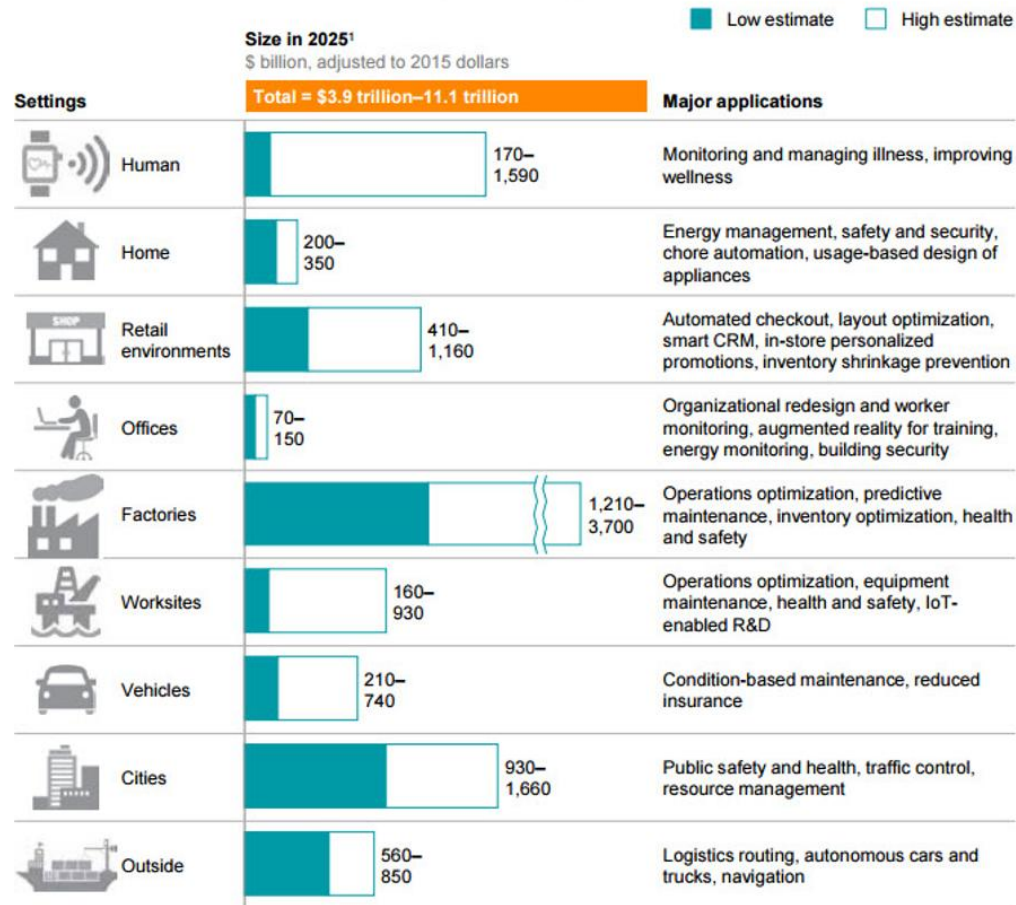 Low estimate
High estimate
Size in 2025¹
$ billion, adjusted to 2015 dollars
Settings
Total = $3.9 trillion–11.1 trillion
Major applications
Human
170–
1,590
Monitoring and managing illness, improving
wellness
Home
200–
350
Energy management, safety and security,
chore automation, usage-based design of
appliances
SHOP
Retail
environments
410–
1,160
Automated checkout, layout optimization,
smart CRM, in-store personalized
promotions, inventory shrinkage prevention
Offices
70–
150
Organizational redesign and worker
monitoring, augmented reality for training,
energy monitoring, building security
Factories
1,210–
3,700
Operations optimization, predictive
maintenance, inventory optimization, health
and safety
Worksites
160–
930
Operations optimization, equipment
maintenance, health and safety, IoT-
enabled R&D
Vehicles
210–
740
Condition-based maintenance, reduced
insurance
Cities
930–
1,660
Public safety and health, traffic control,
resource management
Outside
560–
850
Logistics routing, autonomous cars and
trucks, navigation